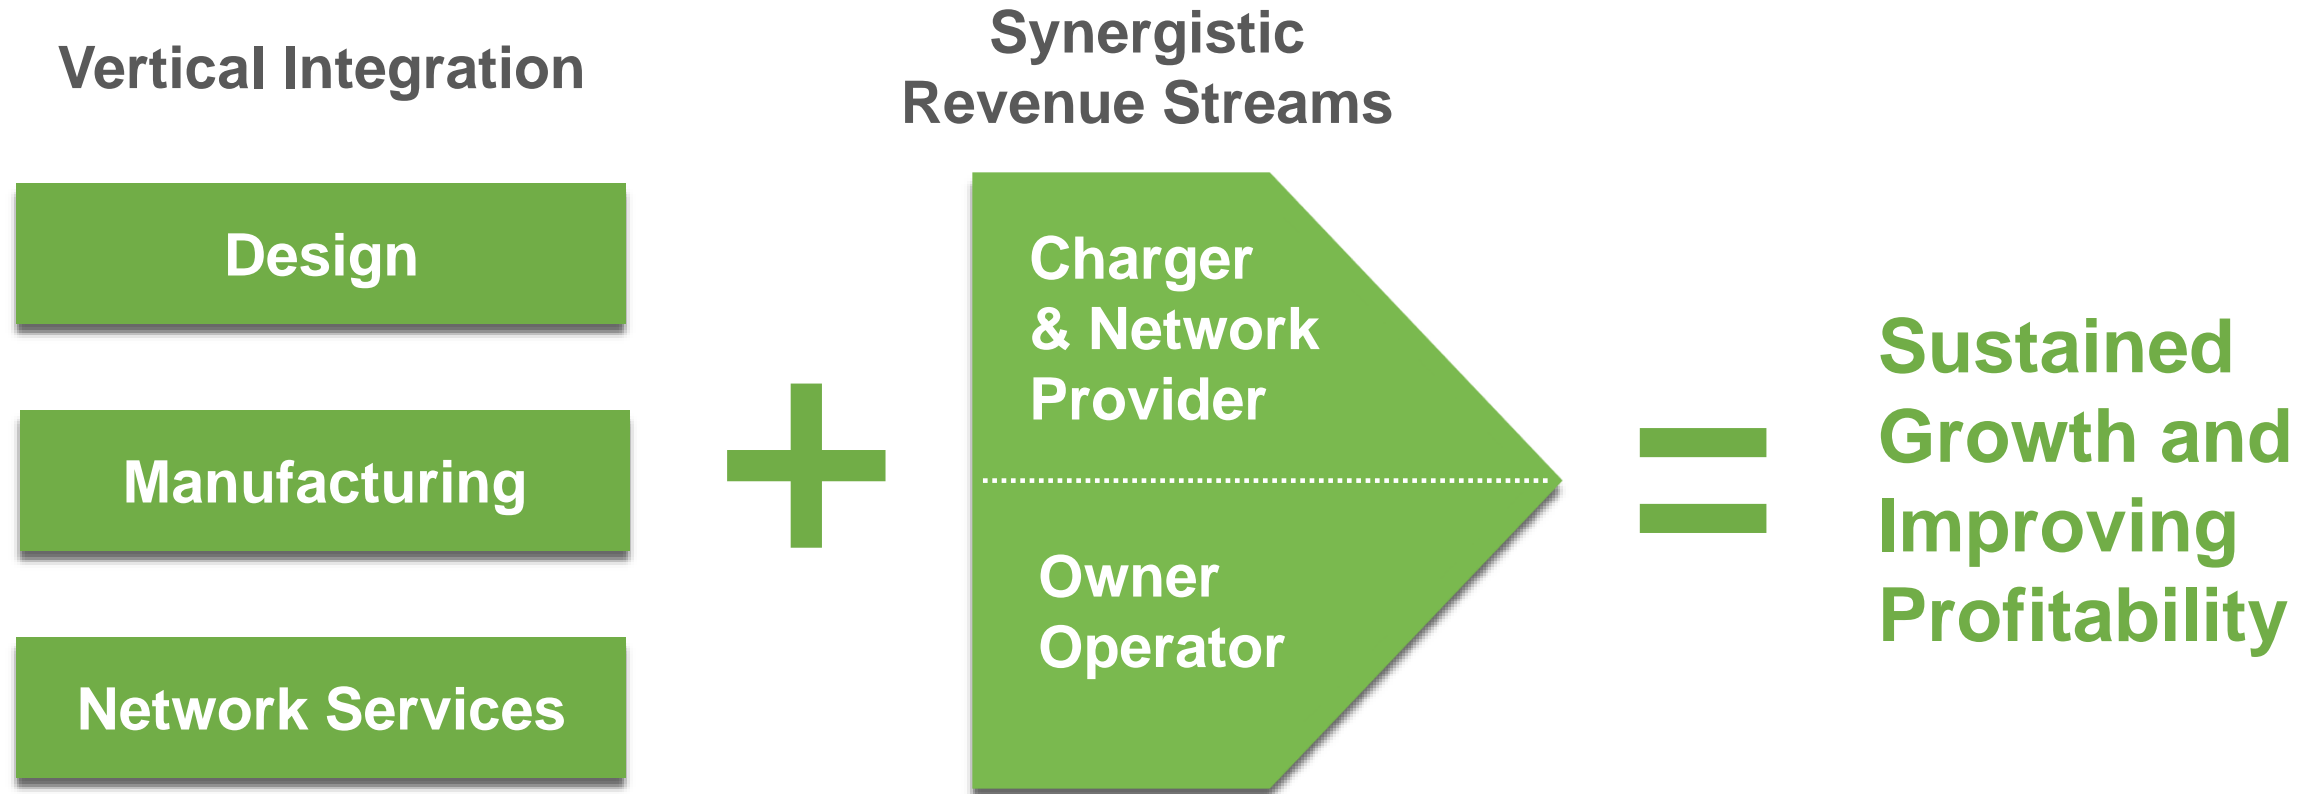 Vertical Integration
Design
Manufacturing
Network Services
+
Synergistic
Revenue Streams
Charger
& Network
Provider
Owner
Operator
=
Sustained
Growth and
Improving
Profitability